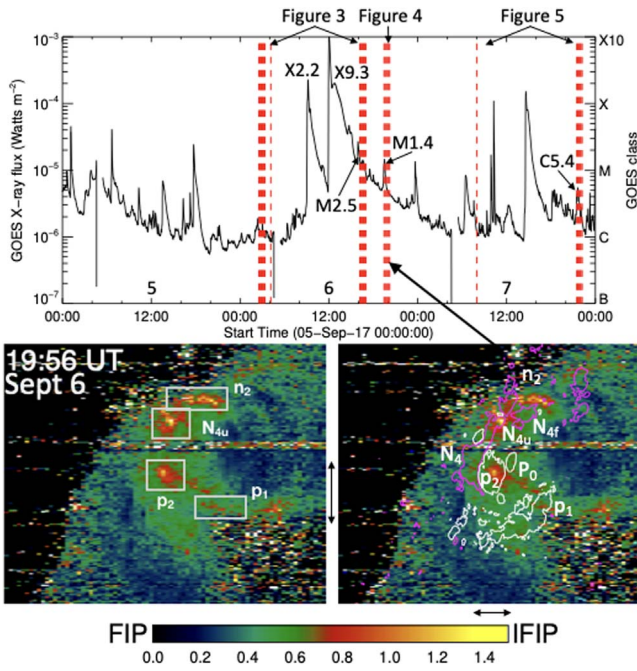 Figure 3 Figure 4 Figure 5
10⁻³ X10
X2.2 X9.3
10⁻⁴ X
M1.4
C5.4
10⁻⁵ M
M2.5
10⁻⁶ C
10⁻⁷ 5 6 7 B
GOES X-ray flux (Watts m⁻²)
GOES class
00:00 12:00 00:00 12:00 00:00 12:00 00:00
Start Time (05-Sep-17 00:00:00)
19:56 UT
Sept 6
n₂
N₄ᵤ
p₂
p₁
n₂
N₄ᵤ N₄f
N₄
p₂ P₀
p₁
FIP IFIP
0.0 0.2 0.4 0.6 0.8 1.0 1.2 1.4